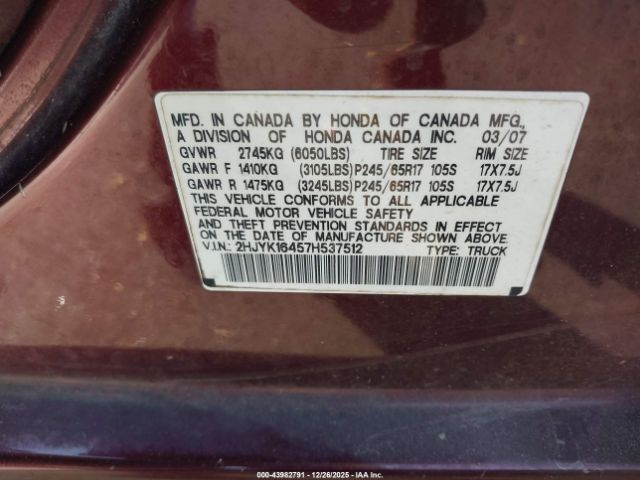 MFD. IN CANADA BY HONDA OF CANADA MFG.,
A DIVISION OF HONDA CANADA INC. 03/07
GVWR 2745KG (6050LBS) TIRE SIZE RIM SIZE
GAWR F 1410KG (3105LBS)P245/65R17 105S 17X7.5J
GAWR R 1475KG (3245LBS)P245/65R17 105S 17X7.5J
THIS VEHICLE CONFORMS TO ALL APPLICABLE
FEDERAL MOTOR VEHICLE SAFETY
AND THEFT PREVENTION STANDARDS IN EFFECT
ON THE DATE OF MANUFACTURE SHOWN ABOVE.
V.I.N.: 2HJYK16457H537512 TYPE: TRUCK
000-43982791 - 12/26/2025 - IAA Inc.